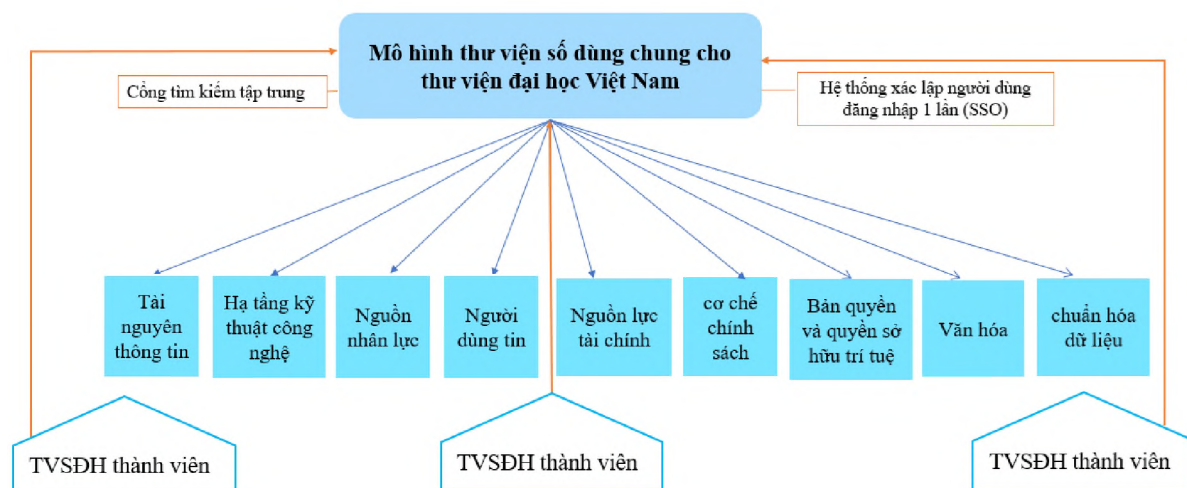 Mô hình thư viện số dùng chung cho
thư viện đại học Việt Nam
Cổng tìm kiếm tập trung
Hệ thống xác lập người dùng
đăng nhập 1 lần (SSO)
Tài
nguyên
thông tin
Hạ tầng kỹ
thuật công
nghệ
Nguồn
nhân lực
Người
dùng tin
Nguồn lực
tài chính
cơ chế
chính
sách
Bản quyền
và quyền sở
hữu trí tuệ
Văn hóa
chuẩn hóa
dữ liệu
TVSĐH thành viên
TVSĐH thành viên
TVSĐH thành viên